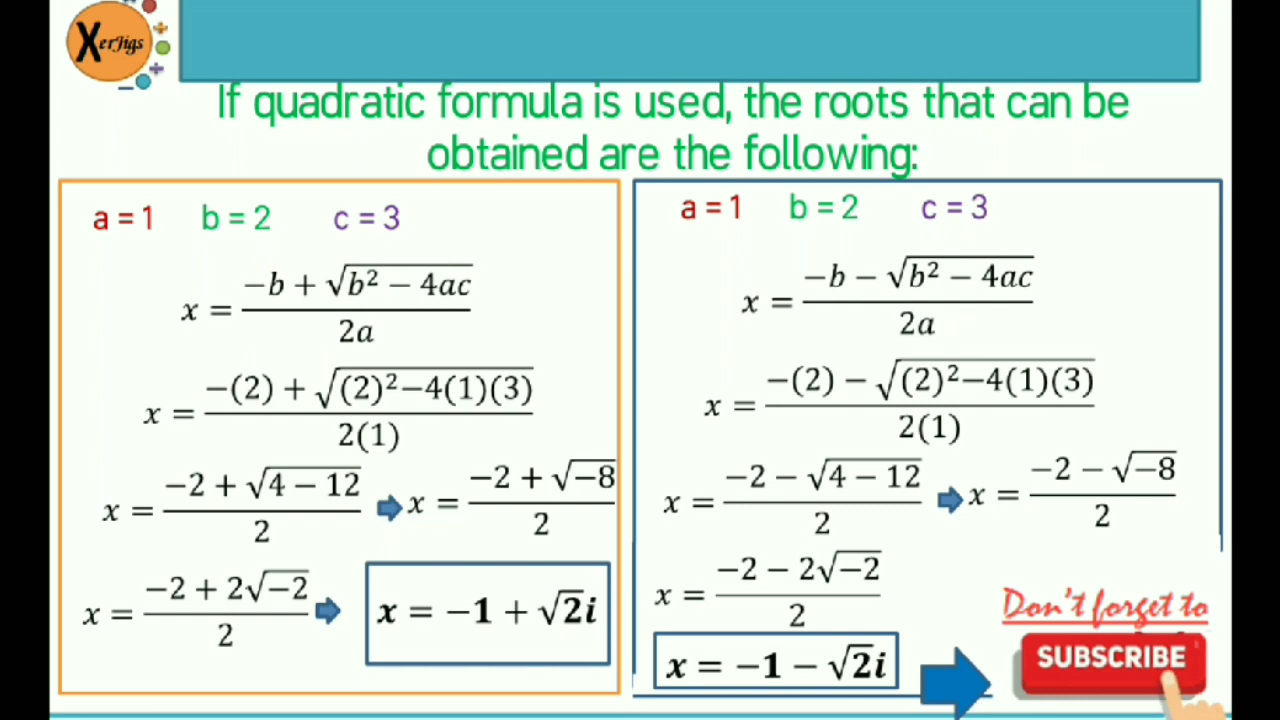 XerJigs
If quadratic formula is used, the roots that can be
obtained are the following:
a = 1 b = 2 c = 3
x = (−b + √(b² − 4ac)) / 2a
x = (−(2) + √((2)²−4(1)(3))) / 2(1)
x = (−2 + √(4 − 12)) / 2 ➡ x = (−2 + √−8) / 2
x = (−2 + 2√−2) / 2 ➡ x = −1 + √2i
a = 1 b = 2 c = 3
x = (−b − √(b² − 4ac)) / 2a
x = (−(2) − √((2)²−4(1)(3))) / 2(1)
x = (−2 − √(4 − 12)) / 2 ➡ x = (−2 − √−8) / 2
x = (−2 − 2√−2) / 2
x = −1 − √2i
Don't forget to
SUBSCRIBE